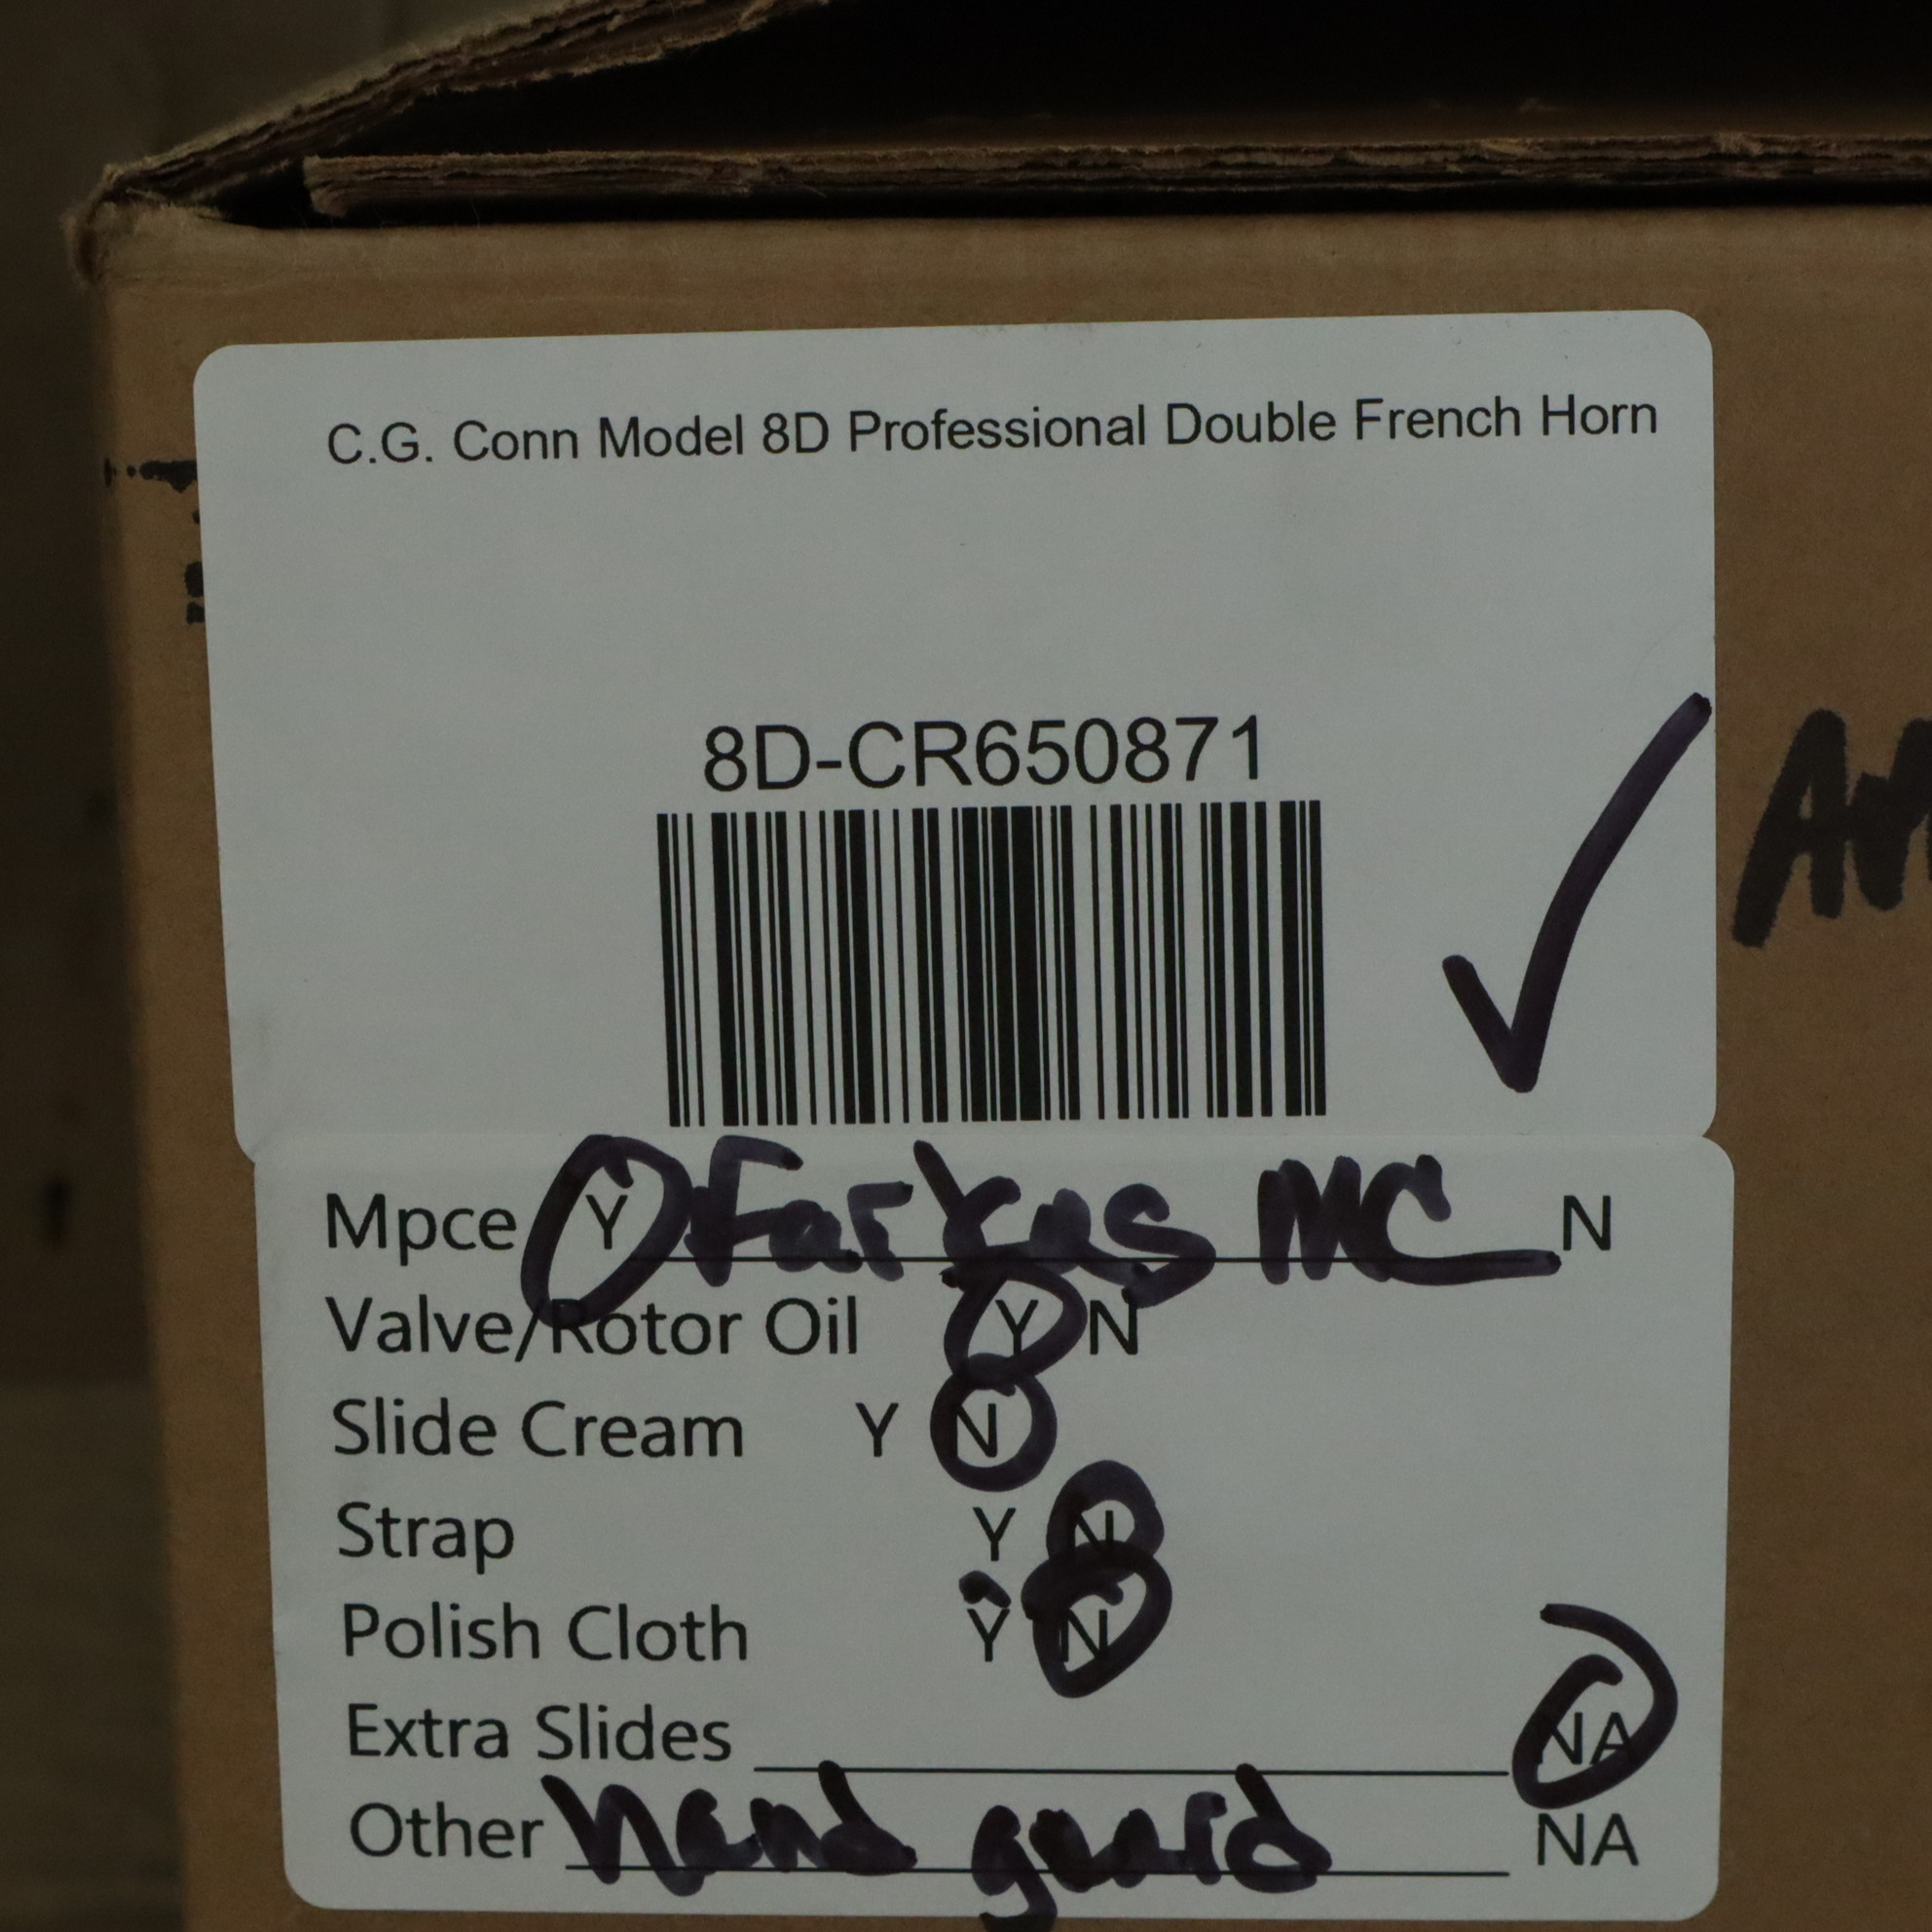 C.G. Conn Model 8D Professional Double French Horn
8D-CR650871
Mpce Y Farkas MC N
Valve/Rotor Oil Y N
Slide Cream Y N
Strap Y N
Polish Cloth Y N
Extra Slides NA
Other hand guard NA